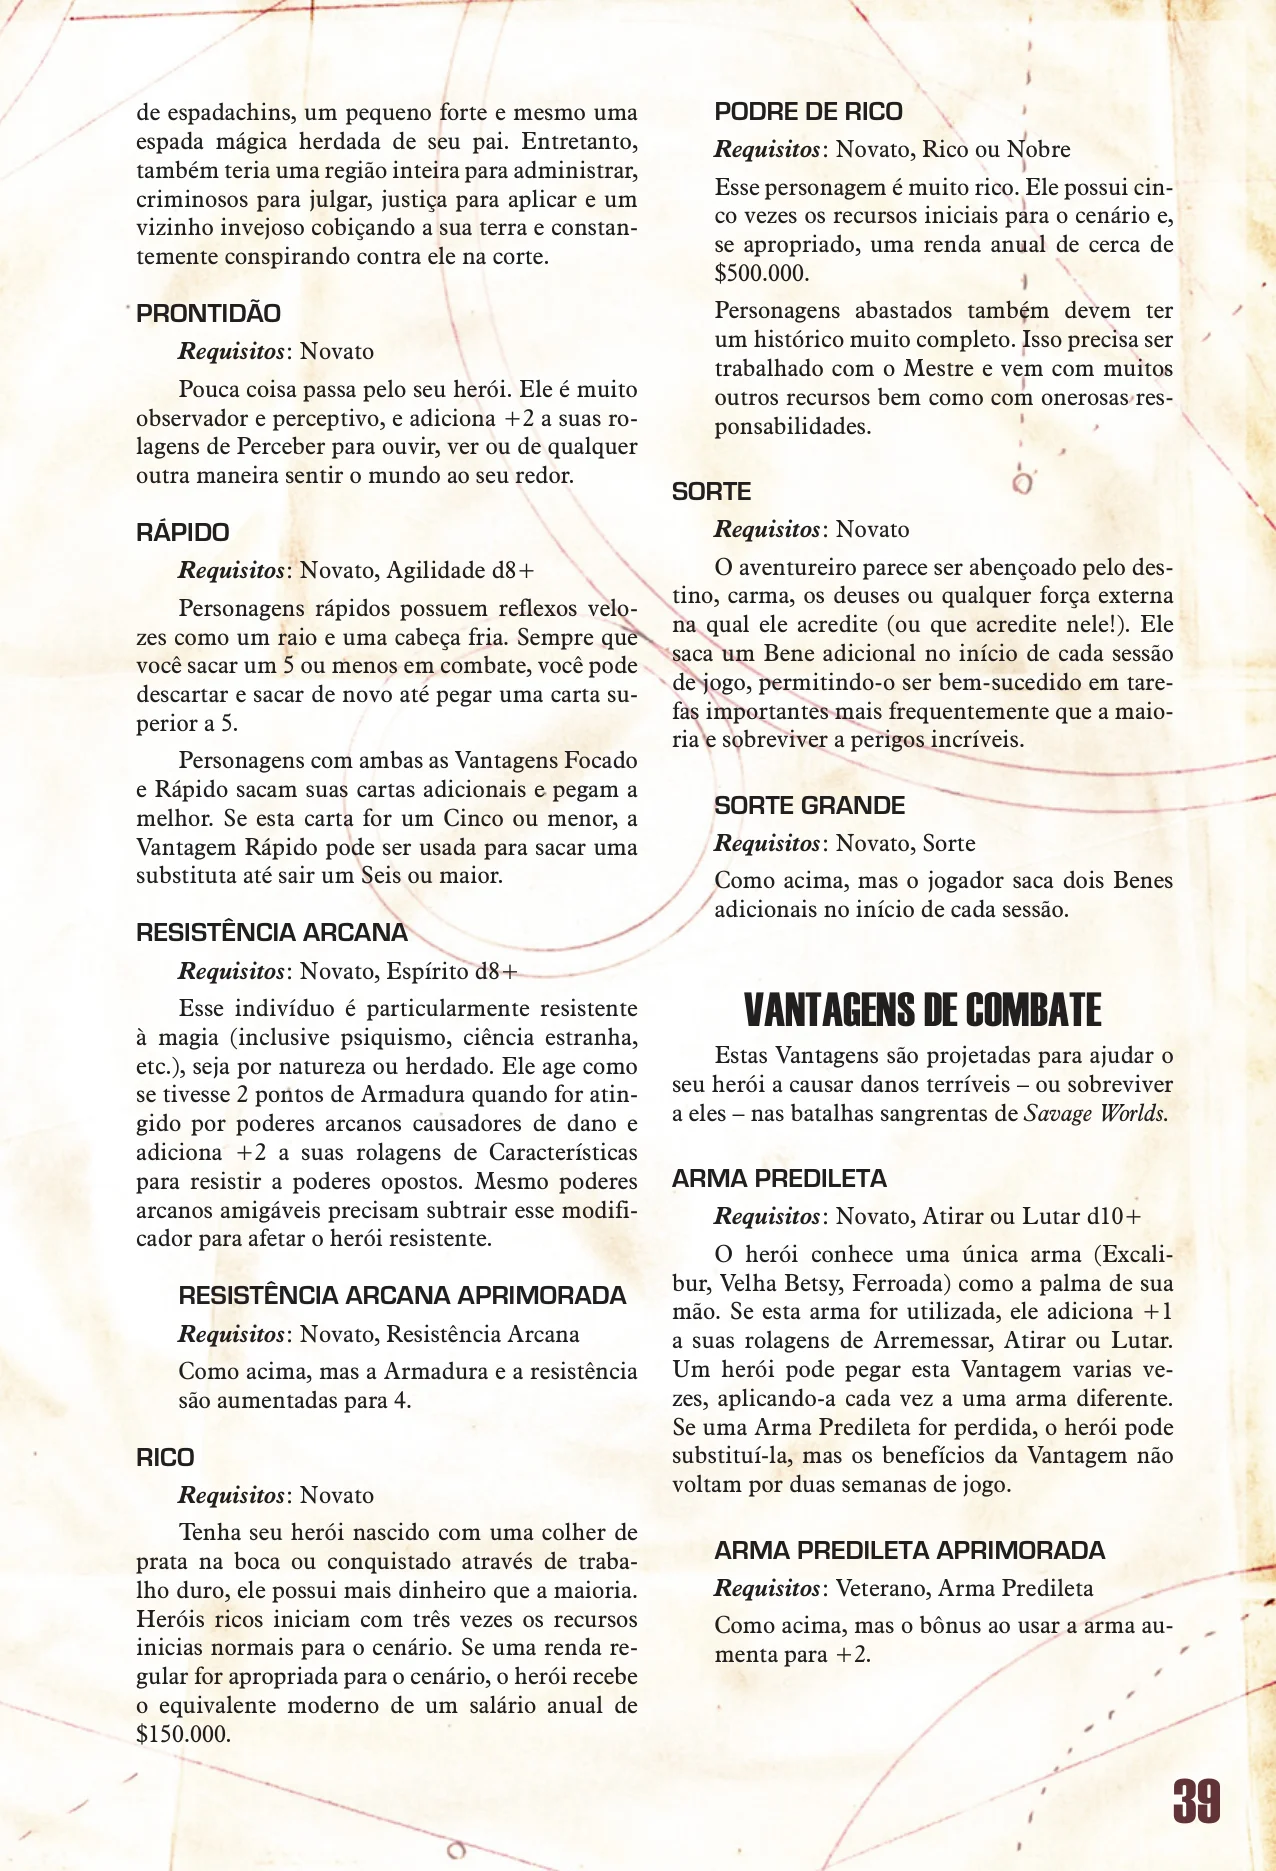 de espadachins, um pequeno forte e mesmo uma
espada mágica herdada de seu pai. Entretanto,
também teria uma região inteira para administrar,
criminosos para julgar, justiça para aplicar e um
vizinho invejoso cobiçando a sua terra e constan-
temente conspirando contra ele na corte.
PRONTIDÃO
Requisitos: Novato
Pouca coisa passa pelo seu herói. Ele é muito
observador e perceptivo, e adiciona +2 a suas ro-
lagens de Perceber para ouvir, ver ou de qualquer
outra maneira sentir o mundo ao seu redor.
RÁPIDO
Requisitos: Novato, Agilidade d8+
Personagens rápidos possuem reflexos velo-
zes como um raio e uma cabeça fria. Sempre que
você sacar um 5 ou menos em combate, você pode
descartar e sacar de novo até pegar uma carta su-
perior a 5.
Personagens com ambas as Vantagens Focado
e Rápido sacam suas cartas adicionais e pegam a
melhor. Se esta carta for um Cinco ou menor, a
Vantagem Rápido pode ser usada para sacar uma
substituta até sair um Seis ou maior.
RESISTÊNCIA ARCANA
Requisitos: Novato, Espírito d8+
Esse indivíduo é particularmente resistente
à magia (inclusive psiquismo, ciência estranha,
etc.), seja por natureza ou herdado. Ele age como
se tivesse 2 pontos de Armadura quando for atin-
gido por poderes arcanos causadores de dano e
adiciona +2 a suas rolagens de Características
para resistir a poderes opostos. Mesmo poderes
arcanos amigáveis precisam subtrair esse modifi-
cador para afetar o herói resistente.
RESISTÊNCIA ARCANA APRIMORADA
Requisitos: Novato, Resistência Arcana
Como acima, mas a Armadura e a resistência
são aumentadas para 4.
RICO
Requisitos: Novato
Tenha seu herói nascido com uma colher de
prata na boca ou conquistado através de traba-
lho duro, ele possui mais dinheiro que a maioria.
Heróis ricos iniciam com três vezes os recursos
inicias normais para o cenário. Se uma renda re-
gular for apropriada para o cenário, o herói recebe
o equivalente moderno de um salário anual de
$150.000.
PODRE DE RICO
Requisitos: Novato, Rico ou Nobre
Esse personagem é muito rico. Ele possui cin-
co vezes os recursos iniciais para o cenário e,
se apropriado, uma renda anual de cerca de
$500.000.
Personagens abastados também devem ter
um histórico muito completo. Isso precisa ser
trabalhado com o Mestre e vem com muitos
outros recursos bem como com onerosas res-
ponsabilidades.
SORTE
Requisitos: Novato
O aventureiro parece ser abençoado pelo des-
tino, carma, os deuses ou qualquer força externa
na qual ele acredite (ou que acredite nele!). Ele
saca um Bene adicional no início de cada sessão
de jogo, permitindo-o ser bem-sucedido em tare-
fas importantes mais frequentemente que a maio-
ria e sobreviver a perigos incríveis.
SORTE GRANDE
Requisitos: Novato, Sorte
Como acima, mas o jogador saca dois Benes
adicionais no início de cada sessão.
VANTAGENS DE COMBATE
Estas Vantagens são projetadas para ajudar o
seu herói a causar danos terríveis – ou sobreviver
a eles – nas batalhas sangrentas de Savage Worlds.
ARMA PREDILETA
Requisitos: Novato, Atirar ou Lutar d10+
O herói conhece uma única arma (Excali-
bur, Velha Betsy, Ferroada) como a palma de sua
mão. Se esta arma for utilizada, ele adiciona +1
a suas rolagens de Arremessar, Atirar ou Lutar.
Um herói pode pegar esta Vantagem varias ve-
zes, aplicando-a cada vez a uma arma diferente.
Se uma Arma Predileta for perdida, o herói pode
substituí-la, mas os benefícios da Vantagem não
voltam por duas semanas de jogo.
ARMA PREDILETA APRIMORADA
Requisitos: Veterano, Arma Predileta
Como acima, mas o bônus ao usar a arma au-
menta para +2.
39